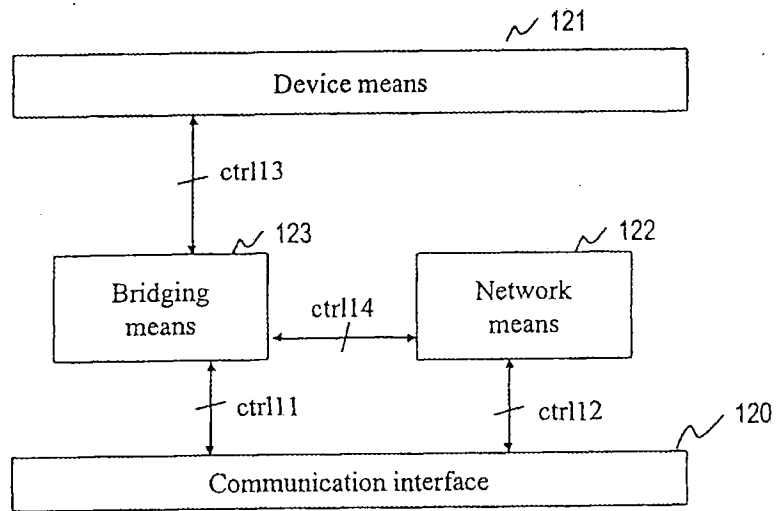 121
Device means
ctrl13
123
122
Bridging
means
ctrl14
Network
means
ctrl11
ctrl12
120
Communication interface